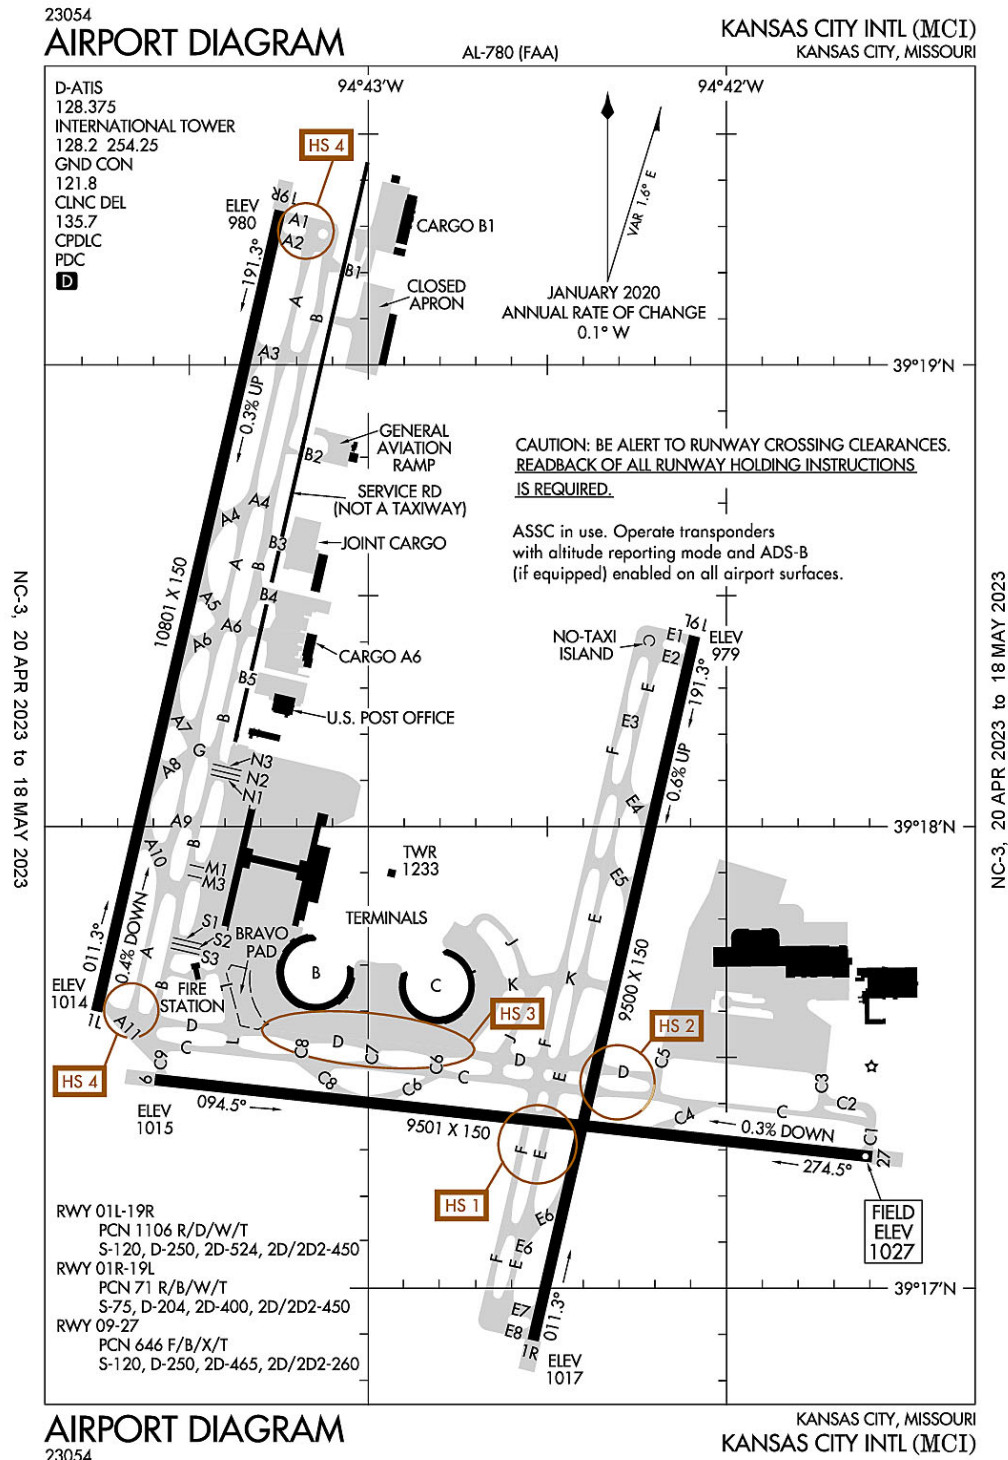 23054
AIRPORT DIAGRAM
AL-780 (FAA)
KANSAS CITY INTL (MCI)
KANSAS CITY, MISSOURI
D-ATIS
128.375
INTERNATIONAL TOWER
128.2 254.25
GND CON
121.8
CLNC DEL
135.7
CPDLC
PDC
D
94°43'W
94°42'W
HS 4
19R
ELEV
980
A1
A2
CARGO B1
191.3°
B1
A
B
CLOSED
APRON
VAR 1.6° E
JANUARY 2020
ANNUAL RATE OF CHANGE
0.1° W
A3
39°19'N
0.3% UP
GENERAL
AVIATION
RAMP
B2
CAUTION: BE ALERT TO RUNWAY CROSSING CLEARANCES.
READBACK OF ALL RUNWAY HOLDING INSTRUCTIONS
IS REQUIRED.
SERVICE RD
(NOT A TAXIWAY)
A4
A4
ASSC in use. Operate transponders
with altitude reporting mode and ADS-B
(if equipped) enabled on all airport surfaces.
B3
JOINT CARGO
A
B
10801 X 150
A5
B4
A6
A6
CARGO A6
NO-TAXI
ISLAND
C
E1
E2
19L
ELEV
979
191.3°
B5
E
B
U.S. POST OFFICE
A7
E3
G
F
N3
N2
N1
A8
0.6% UP
E4
A9
39°18'N
A10
B
M1
M3
TWR
1233
E5
S1
S2
S3
BRAVO
PAD
TERMINALS
E
J
011.3°
0.4% DOWN
A
B
FIRE
STATION
B
C
K
K
9500 X 150
ELEV
1014
1L
A11
HS 3
HS 2
D
L
C8
D
C7
C6
J
F
C
C9
C8
C6
C
D
E
D
C5
C3
C2
HS 4
9
094.5°
ELEV
1015
9501 X 150
C4
C
C1
0.3% DOWN
27
274.5°
F
E
HS 1
FIELD
ELEV
1027
E6
E6
F
E
RWY 01L-19R
PCN 1106 R/D/W/T
S-120, D-250, 2D-524, 2D/2D2-450
RWY 01R-19L
PCN 71 R/B/W/T
S-75, D-204, 2D-400, 2D/2D2-450
RWY 09-27
PCN 646 F/B/X/T
S-120, D-250, 2D-465, 2D/2D2-260
39°17'N
011.3°
E7
E8
1R
ELEV
1017
NC-3, 20 APR 2023 to 18 MAY 2023
NC-3, 20 APR 2023 to 18 MAY 2023
AIRPORT DIAGRAM
23054
KANSAS CITY, MISSOURI
KANSAS CITY INTL (MCI)